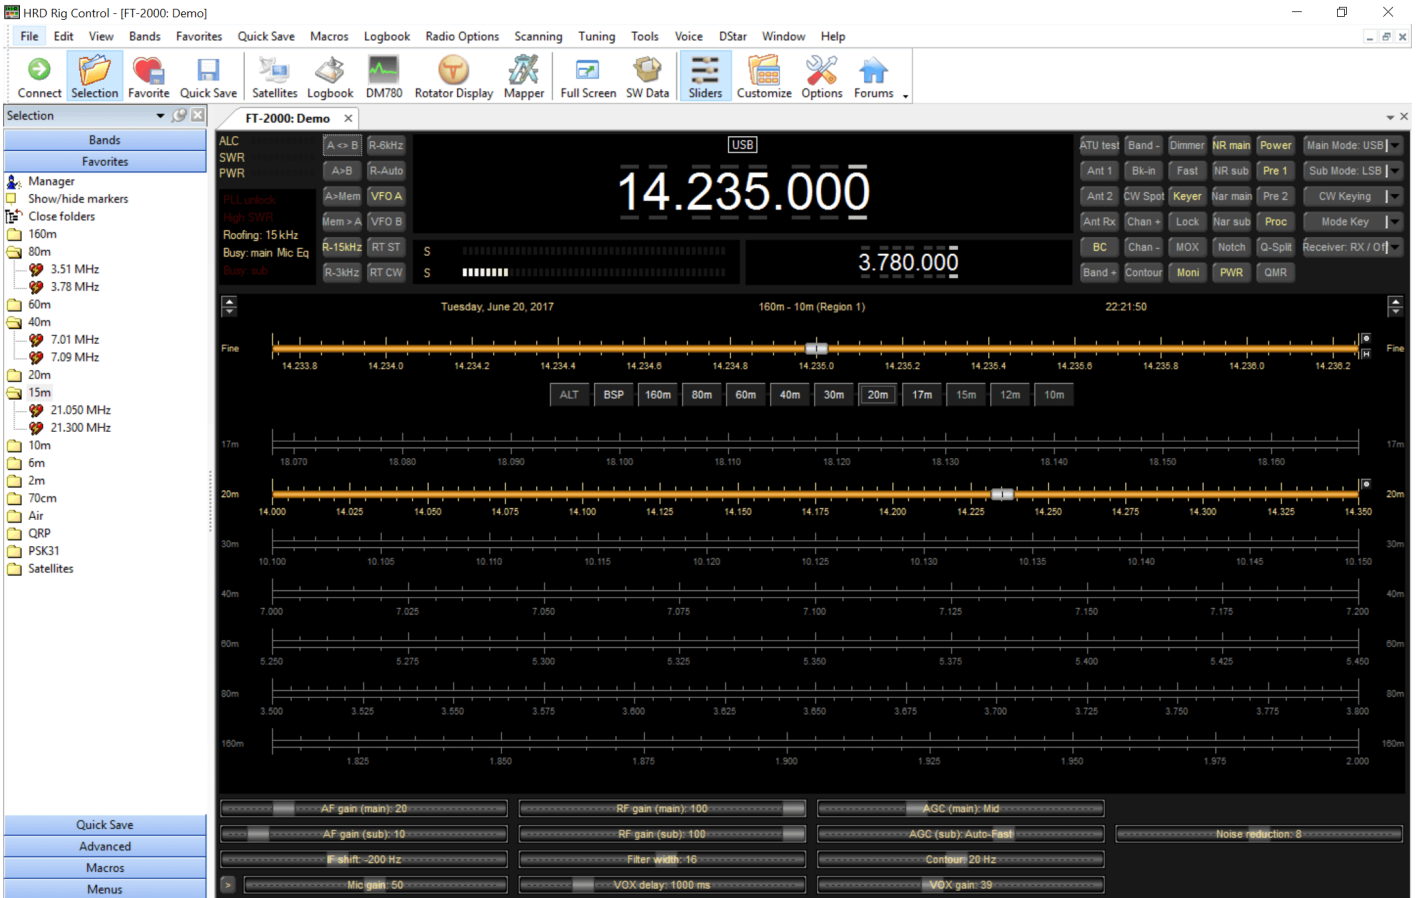 HRD Rig Control - [FT-2000: Demo]
File Edit View Bands Favorites Quick Save Macros Logbook Radio Options Scanning Tuning Tools Voice DStar Window Help
Connect Selection Favorite Quick Save Satellites Logbook DM780 Rotator Display Mapper Full Screen SW Data Sliders Customize Options Forums
Selection
Bands
Favorites
Manager
Show/hide markers
Close folders
160m
80m
3.51 MHz
3.78 MHz
60m
40m
7.01 MHz
7.09 MHz
20m
15m
21.050 MHz
21.300 MHz
10m
6m
2m
70cm
Air
QRP
PSK31
Satellites
Quick Save
Advanced
Macros
Menus
FT-2000: Demo
ALC
SWR
PWR
PLL unlock
High SWR
Roofing: 15 kHz
Busy: main Mic Eq
Busy: sub
A <> B R-6kHz
A>B R-Auto
A>Mem VFO A
Mem > A VFO B
R-15kHz RT ST
R-3kHz RT CW
USB
14.235.000
S
S
3.780.000
ATU test Band - Dimmer NR main Power Main Mode: USB
Ant 1 Bk-in Fast NR sub Pre 1 Sub Mode: LSB
Ant 2 CW Spot Keyer Nar main Pre 2 CW Keying
Ant Rx Chan + Lock Nar sub Proc Mode Key
BC Chan - MOX Notch Q-Split Receiver: RX / Off
Band + Contour Moni PWR QMR
Tuesday, June 20, 2017 160m - 10m (Region 1) 22:21:50
Fine Fine
14.233.8 14.234.0 14.234.2 14.234.4 14.234.6 14.234.8 14.235.0 14.235.2 14.235.4 14.235.6 14.235.8 14.236.0 14.236.2
ALT BSP 160m 80m 60m 40m 30m 20m 17m 15m 12m 10m
17m 17m
18.070 18.080 18.090 18.100 18.110 18.120 18.130 18.140 18.150 18.160
20m 20m
14.000 14.025 14.050 14.075 14.100 14.125 14.150 14.175 14.200 14.225 14.250 14.275 14.300 14.325 14.350
30m 30m
10.100 10.105 10.110 10.115 10.120 10.125 10.130 10.135 10.140 10.145 10.150
40m 40m
7.000 7.025 7.050 7.075 7.100 7.125 7.150 7.175 7.200
60m 60m
5.250 5.275 5.300 5.325 5.350 5.375 5.400 5.425 5.450
80m 80m
3.500 3.525 3.550 3.575 3.600 3.625 3.650 3.675 3.700 3.725 3.750 3.775 3.800
160m 160m
1.825 1.850 1.875 1.900 1.925 1.950 1.975 2.000
AF gain (main): 20 RF gain (main): 100 AGC (main): Mid
AF gain (sub): 10 RF gain (sub): 100 AGC (sub): Auto-Fast Noise reduction: 8
IF shift: -200 Hz Filter width: 16 Contour: 20 Hz
> Mic gain: 50 VOX delay: 1000 ms VOX gain: 39